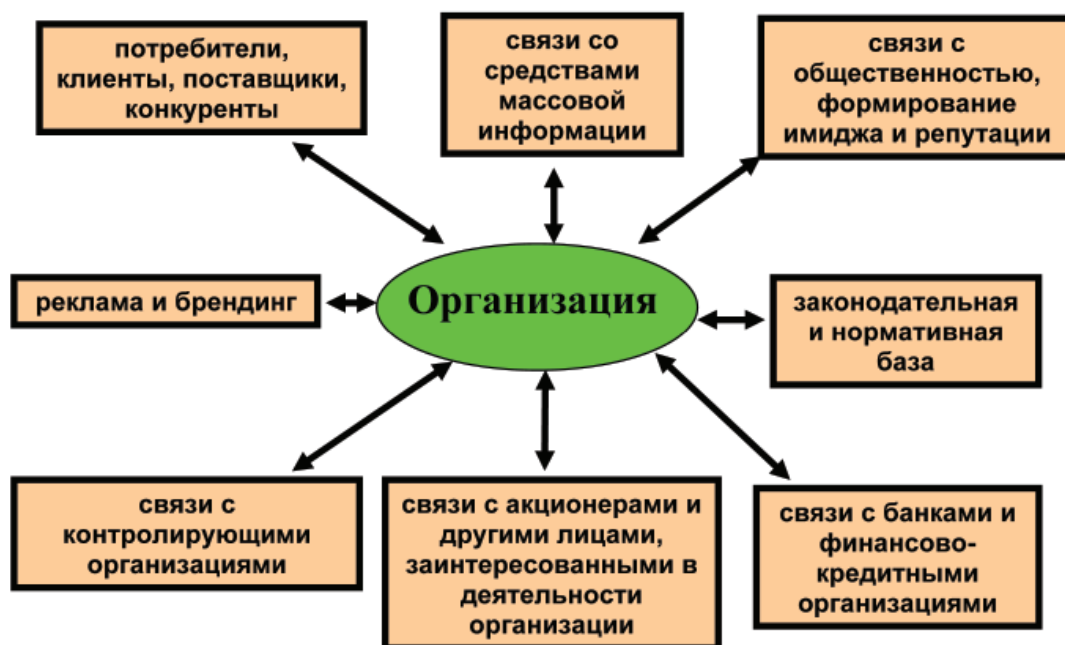 потребители,
клиенты, поставщики,
конкуренты
связи со
средствами
массовой
информации
связи с
общественностью,
формирование
имиджа и репутации
реклама и брендинг
Организация
законодательная
и нормативная
база
связи с
контролирующими
организациями
связи с акционерами и
другими лицами,
заинтересованными в
деятельности
организации
связи с банками и
финансово-
кредитными
организациями